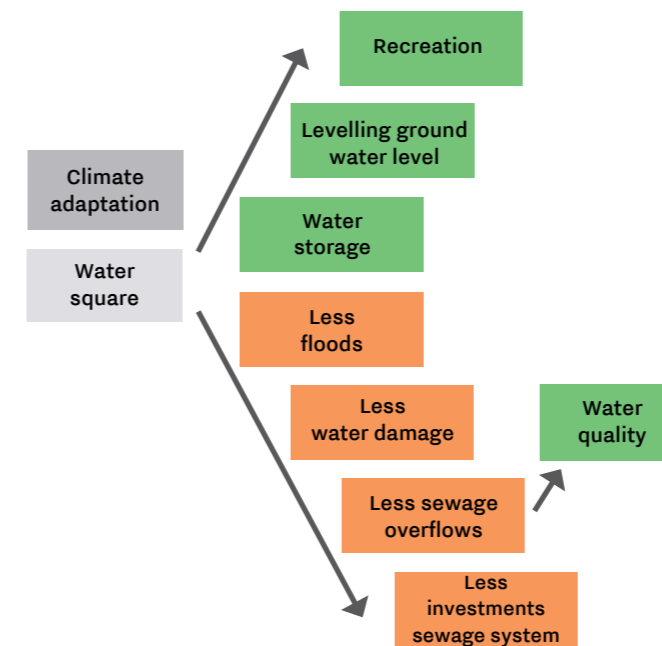 Recreation
Levelling ground
water level
Climate
adaptation
Water
storage
Water
square
Less
floods
Less
water damage
Water
quality
Less sewage
overflows
Less
investments
sewage system